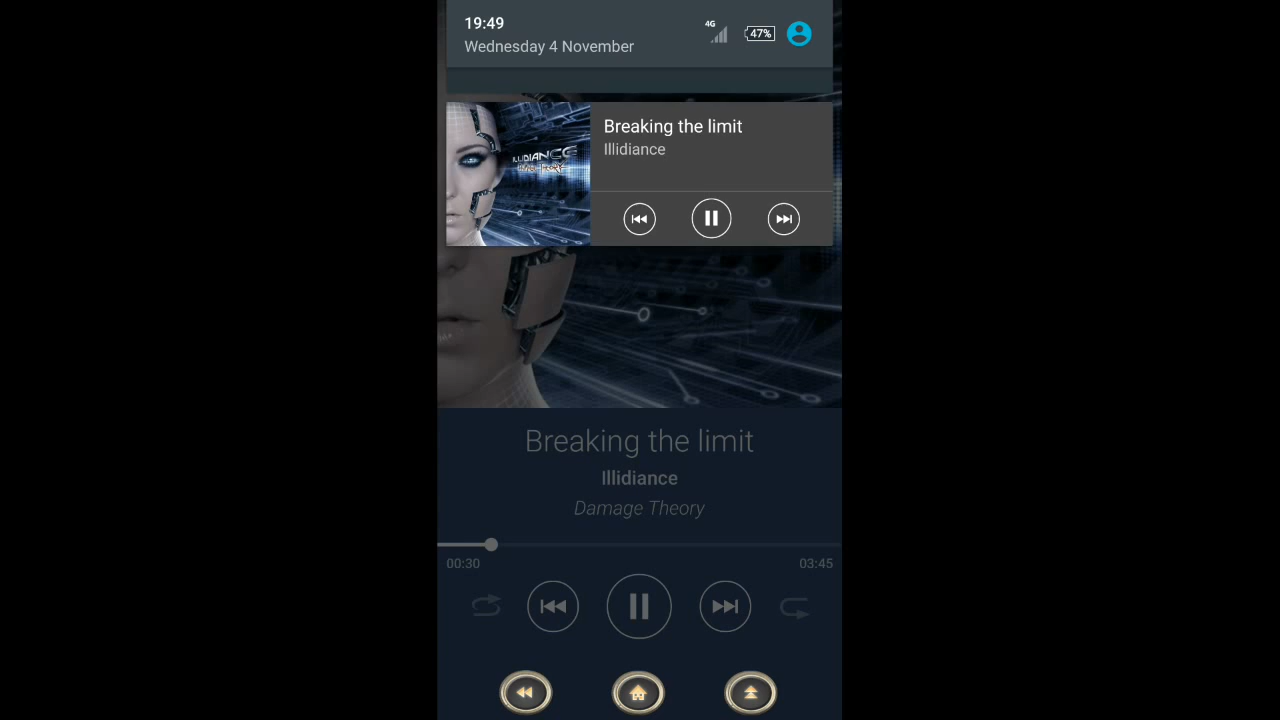 19:49
4G
47%
Wednesday 4 November
Breaking the limit
Illidiance
ILLIDIANCE
Breaking the limit
Illidiance
Damage Theory
00:30
03:45